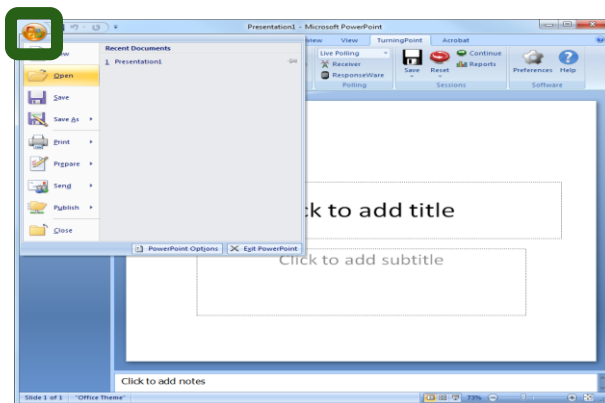 Presentation1 - Microsoft PowerPoint
View
TurningPoint
Acrobat
New
Open
Save
Save As
Print
Prepare
Send
Publish
Close
Recent Documents
1 Presentation1
PowerPoint Options
Exit PowerPoint
Live Polling
Receiver
ResponseWare
Polling
Save
Reset
Continue
Reports
Sessions
Preferences
Help
Software
k to add title
Click to add subtitle
Click to add notes
Slide 1 of 1
"Office Theme"
73%